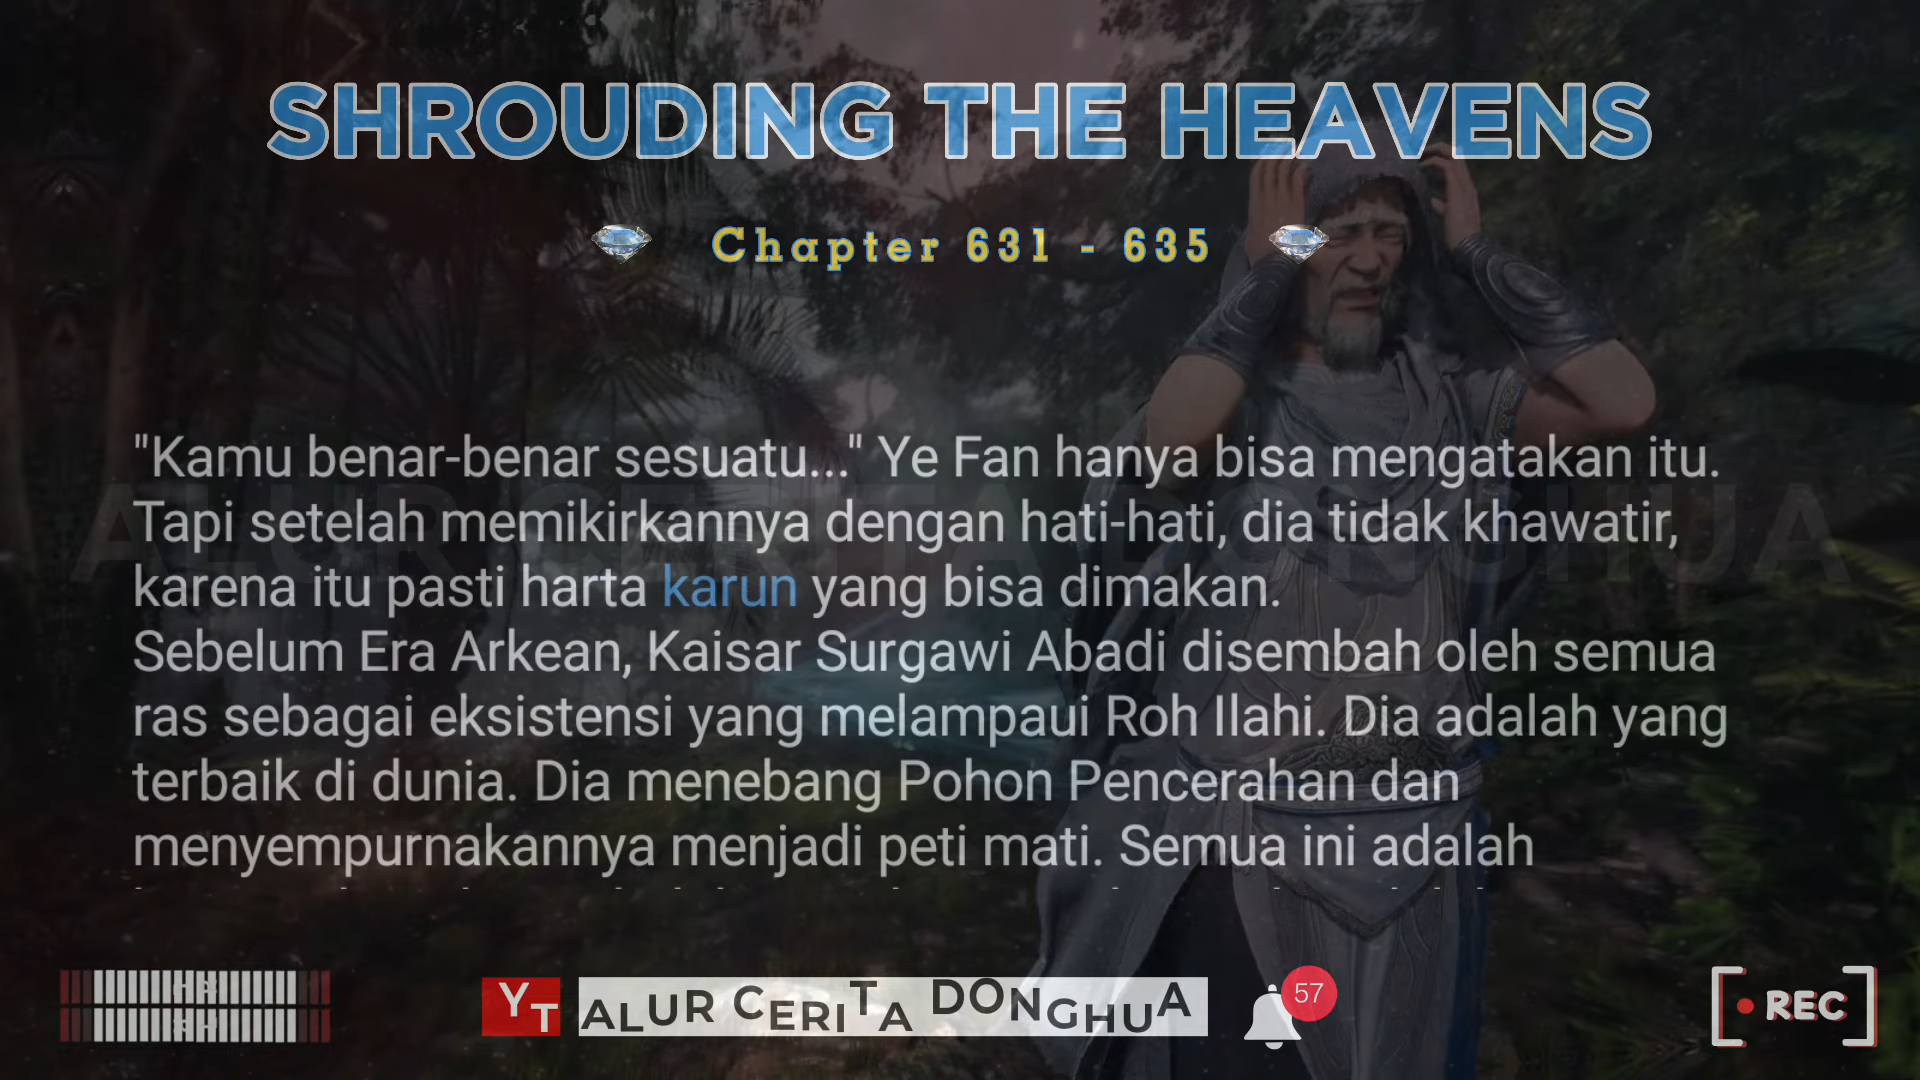 SHROUDING THE HEAVENS
Chapter 631 - 635
"Kamu benar-benar sesuatu..." Ye Fan hanya bisa mengatakan itu.
Tapi setelah memikirkannya dengan hati-hati, dia tidak khawatir,
karena itu pasti harta karun yang bisa dimakan.
Sebelum Era Arkean, Kaisar Surgawi Abadi disembah oleh semua
ras sebagai eksistensi yang melampaui Roh Ilahi. Dia adalah yang
terbaik di dunia. Dia menebang Pohon Pencerahan dan
menyempurnakannya menjadi peti mati. Semua ini adalah
ALUR CERITA DONGHUA
YT ALUR CERITA DONGHUA
57
REC